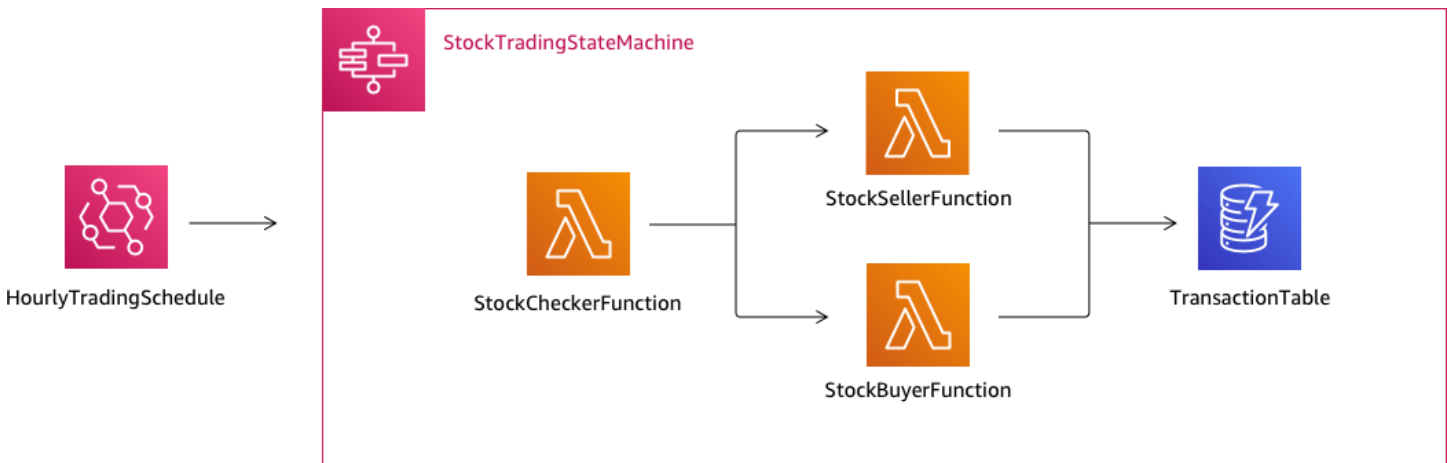 StockTradingStateMachine
HourlyTradingSchedule
StockCheckerFunction
StockSellerFunction
StockBuyerFunction
TransactionTable